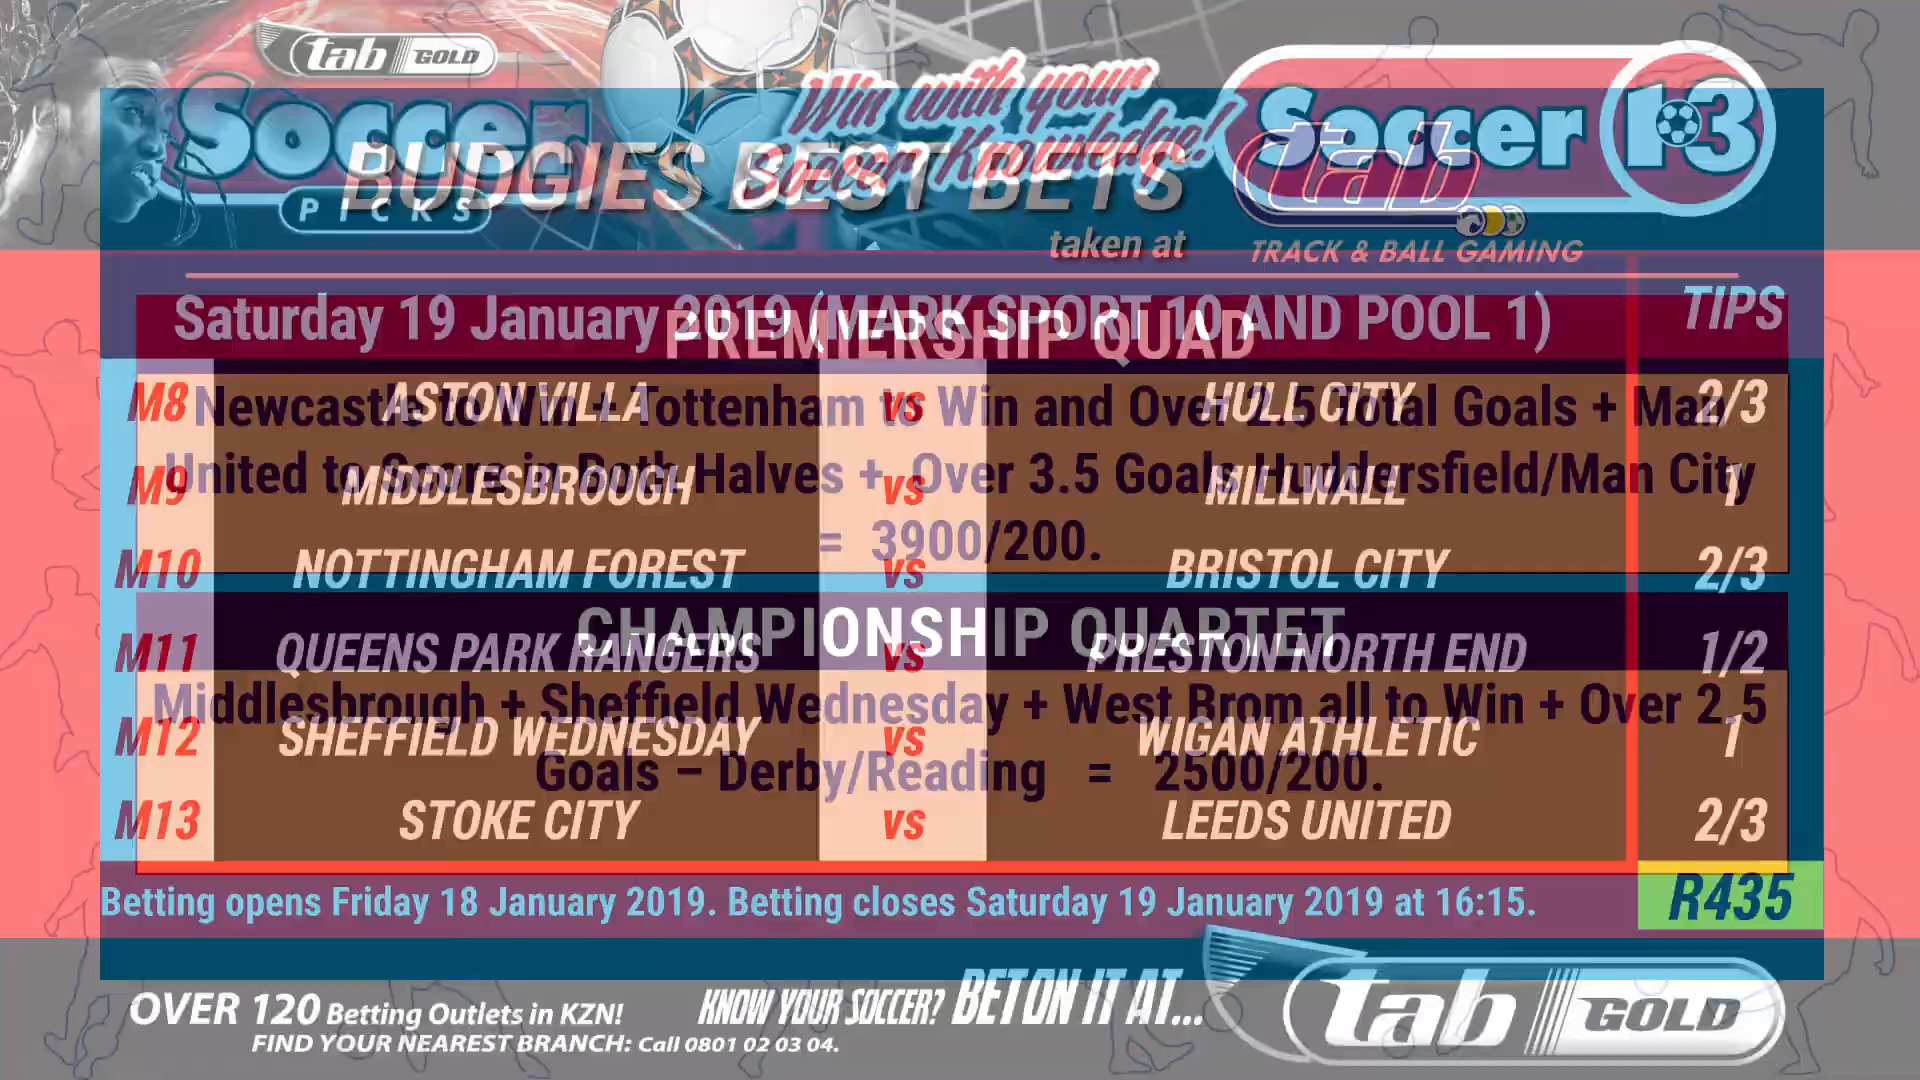 tab GOLD
Soccer
PICKS
Win with your
Soccer Knowledge!
Soccer 13
BUDGIES BEST BETS
taken at
tab
TRACK & BALL GAMING
Saturday 19 January 2019 (MARK SPORT 10 AND POOL 1)
TIPS
PREMIERSHIP QUAD
M8 ASTON VILLA vs HULL CITY 2/3
Newcastle to Win + Tottenham to Win and Over 2.5 Total Goals + Man
United to Score in Both Halves + Over 3.5 Goals Huddersfield/Man City
M9 MIDDLESBROUGH vs MILLWALL 1
= 3900/200.
M10 NOTTINGHAM FOREST vs BRISTOL CITY 2/3
CHAMPIONSHIP QUARTET
M11 QUEENS PARK RANGERS vs PRESTON NORTH END 1/2
Middlesbrough + Sheffield Wednesday + West Brom all to Win + Over 2,5
M12 SHEFFIELD WEDNESDAY vs WIGAN ATHLETIC 1
Goals – Derby/Reading = 2500/200.
M13 STOKE CITY vs LEEDS UNITED 2/3
Betting opens Friday 18 January 2019. Betting closes Saturday 19 January 2019 at 16:15.
R435
OVER 120 Betting Outlets in KZN!
FIND YOUR NEAREST BRANCH: Call 0801 02 03 04.
KNOW YOUR SOCCER? BET ON IT AT...
tab GOLD